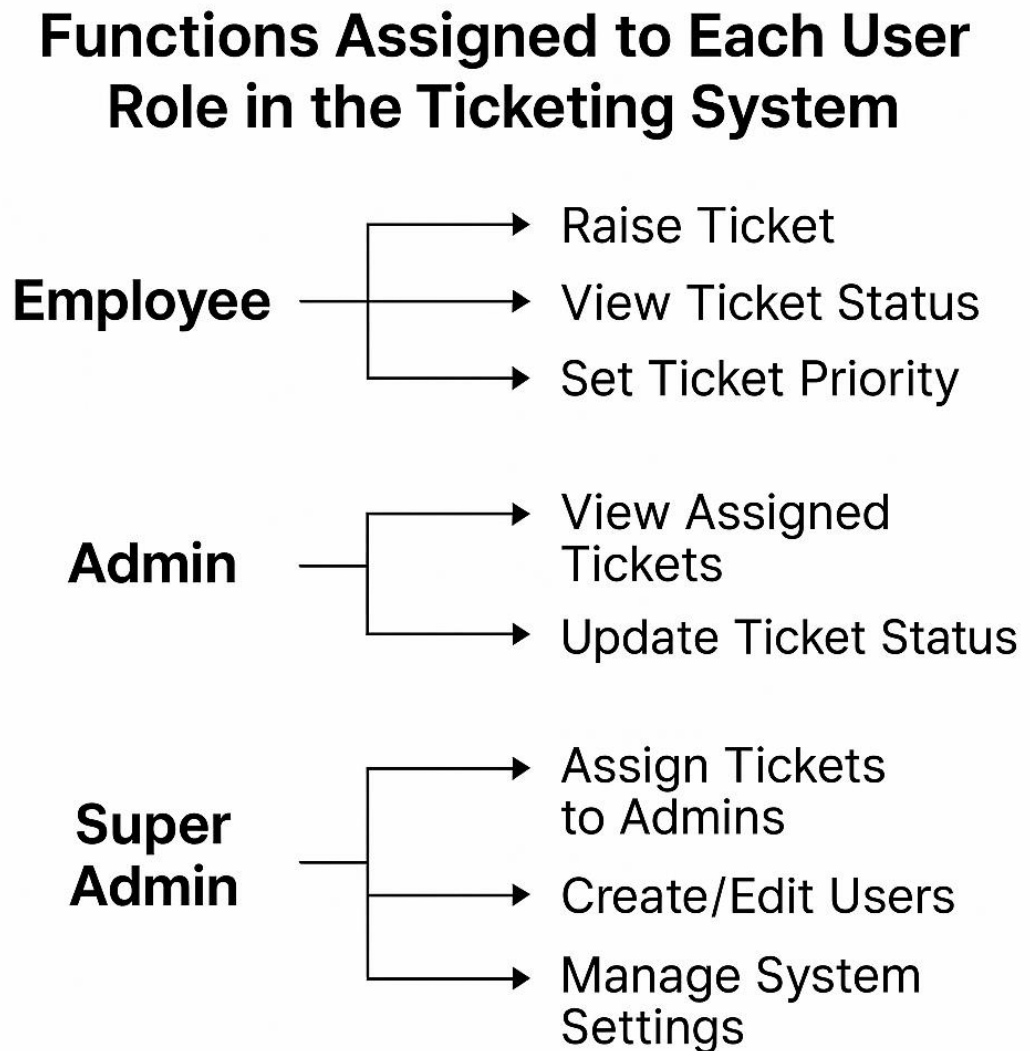 Functions Assigned to Each User
Role in the Ticketing System
Employee
Raise Ticket
View Ticket Status
Set Ticket Priority
Admin
View Assigned
Tickets
Update Ticket Status
Super
Admin
Assign Tickets
to Admins
Create/Edit Users
Manage System
Settings